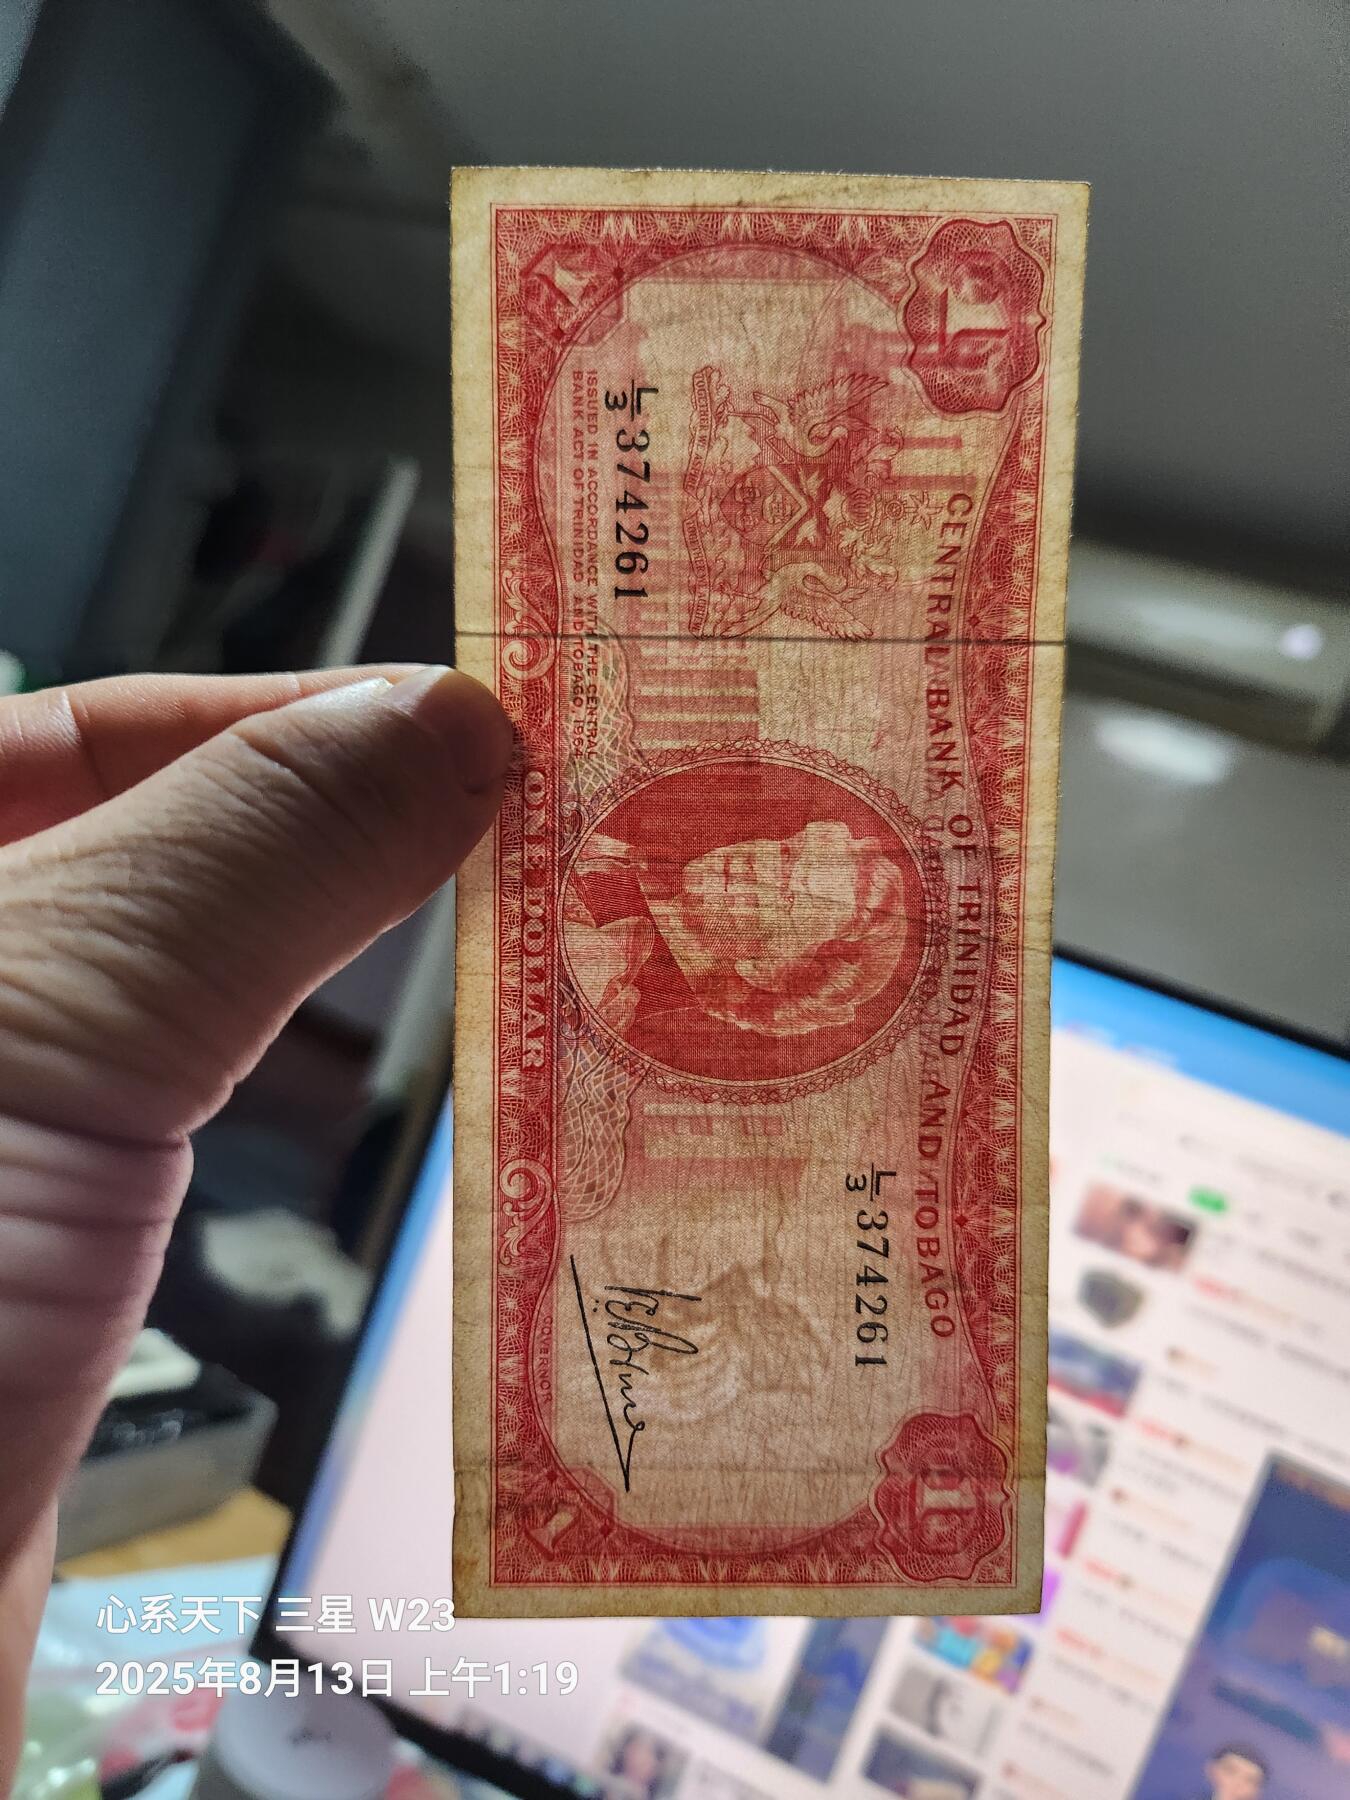 CENTRAL BANK OF TRINIDAD AND TOBAGO
L/3 374261
L/3 374261
ISSUED IN ACCORDANCE WITH THE CENTRAL
BANK ACT OF TRINIDAD AND TOBAGO, 1964
GOVERNOR
ONE DOLLAR
1
1
1
1
心系天下 三星 W23
2025年8月13日 上午1:19